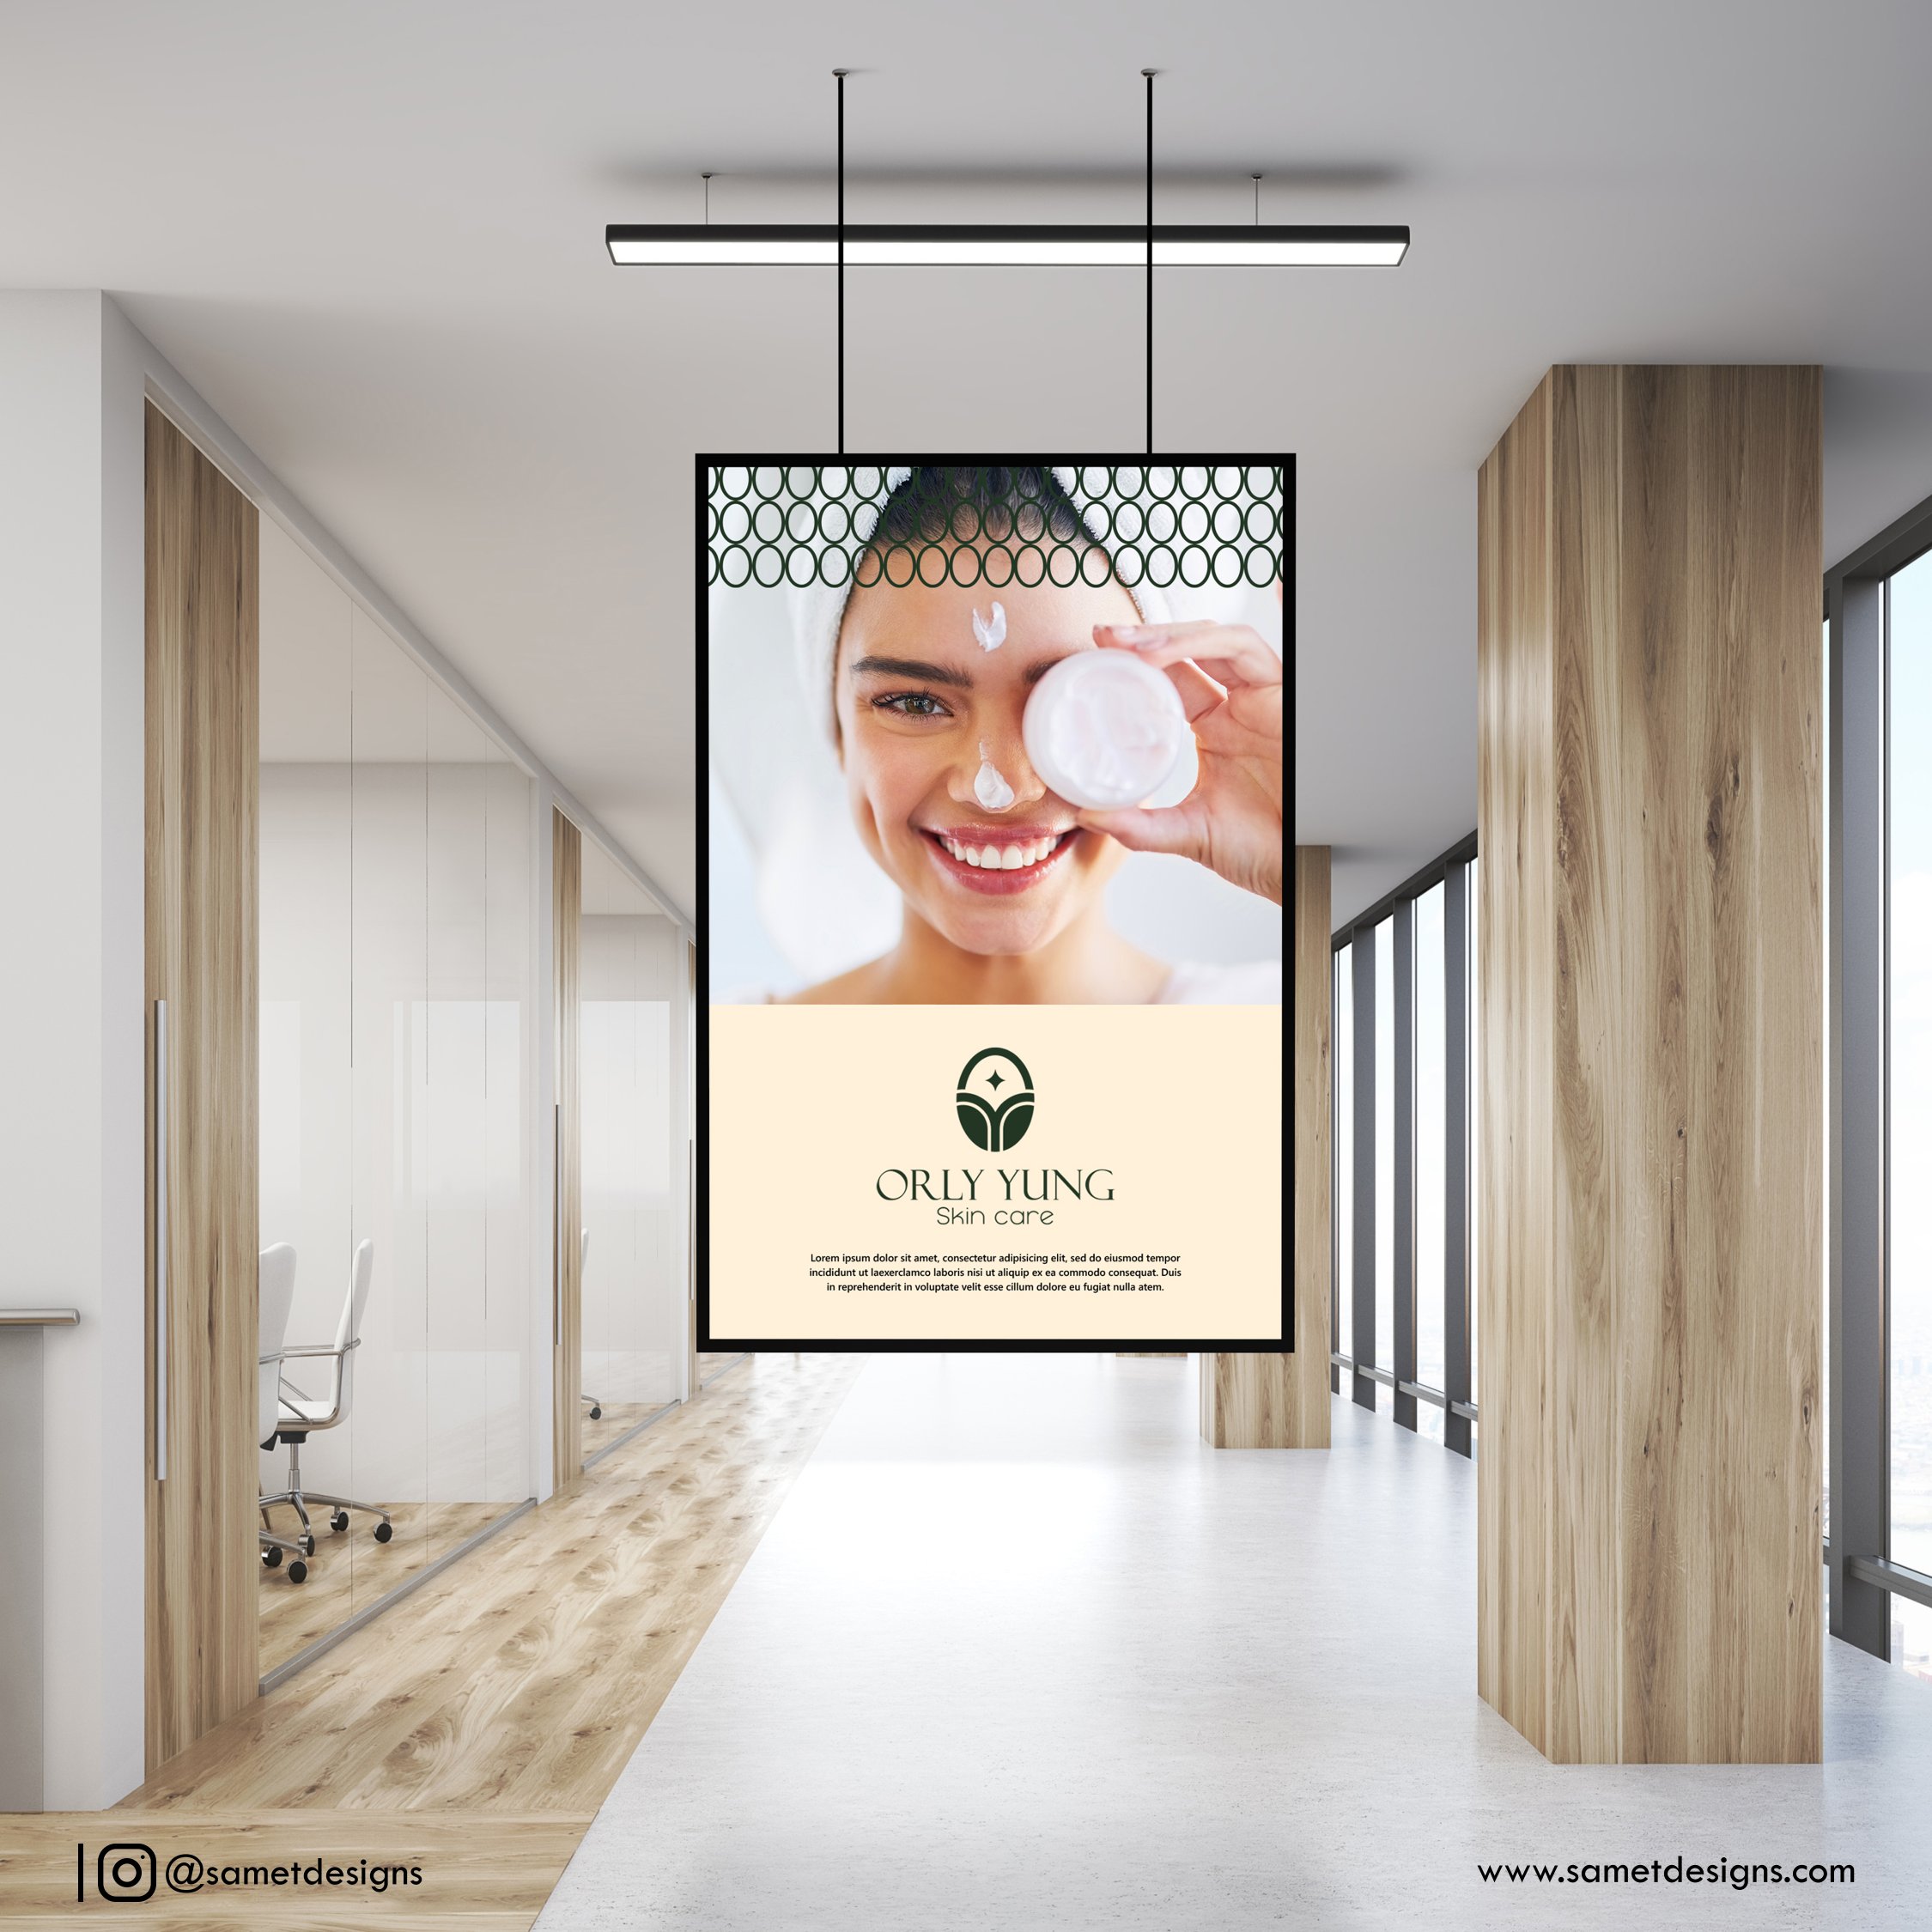 ORLY YUNG
Skin care
Lorem ipsum dolor sit amet, consectetur adipisicing elit, sed do eiusmod tempor
incididunt ut laexerclamco laboris nisi ut aliquip ex ea commodo consequat. Duis
in reprehenderit in voluptate velit esse cillum dolore eu fugiat nulla atem.
@sametdesigns
www.sametdesigns.com